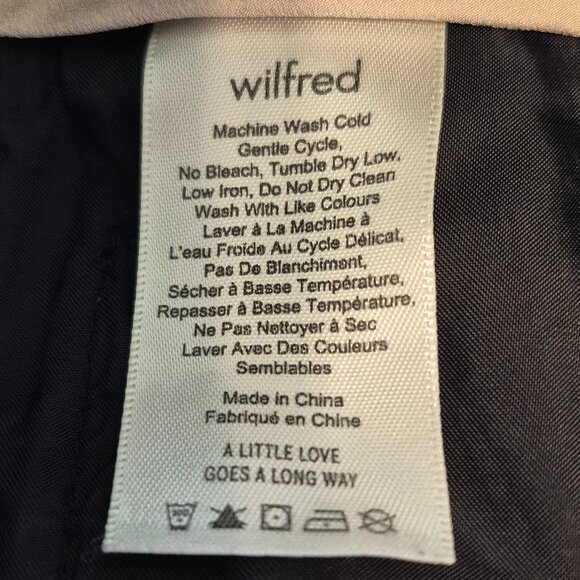 wilfred
Machine Wash Cold
Gentle Cycle,
No Bleach, Tumble Dry Low,
Low Iron, Do Not Dry Clean
Wash With Like Colours
Laver à La Machine à
L'eau Froide Au Cycle Délicat,
Pas De Blanchiment,
Sécher à Basse Température,
Repasser à Basse Température,
Ne Pas Nettoyer à Sec
Laver Avec Des Couleurs
Semblables
Made in China
Fabriqué en Chine
A LITTLE LOVE
GOES A LONG WAY